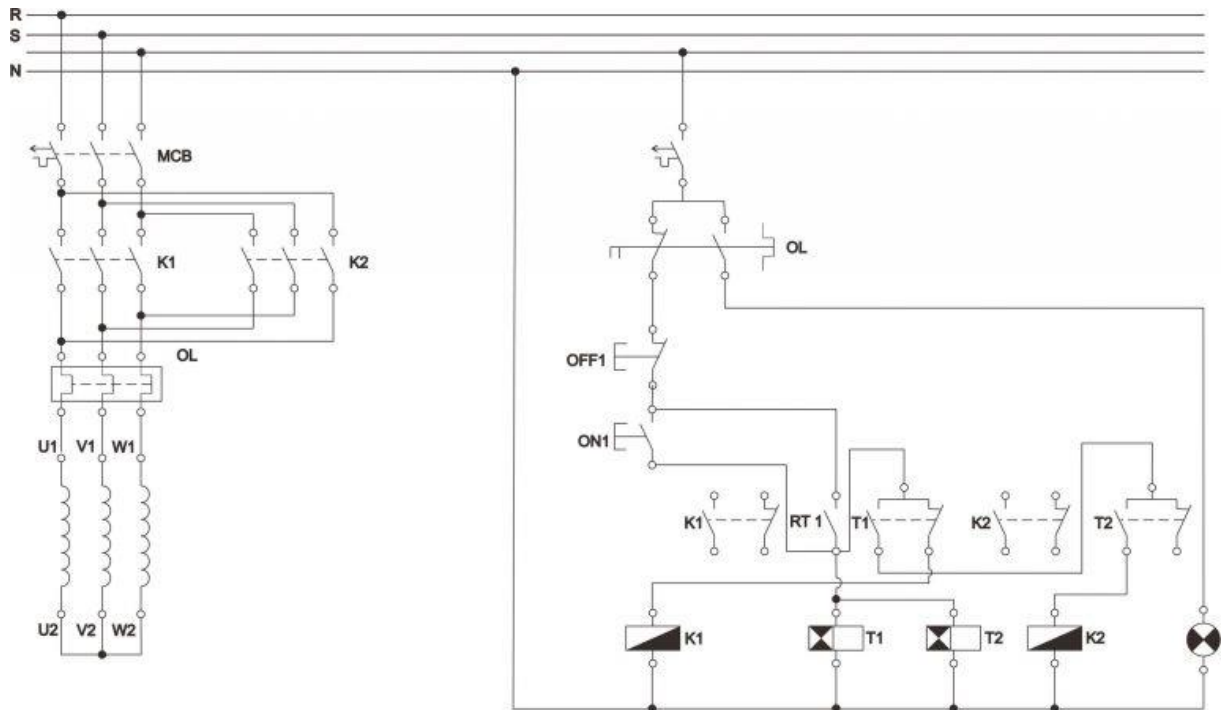 R
S
N
MCB
K1
K2
OL
U1 V1 W1
U2 V2 W2
OL
OFF1
ON1
K1
RT 1
T1
K2
T2
K1
T1
T2
K2